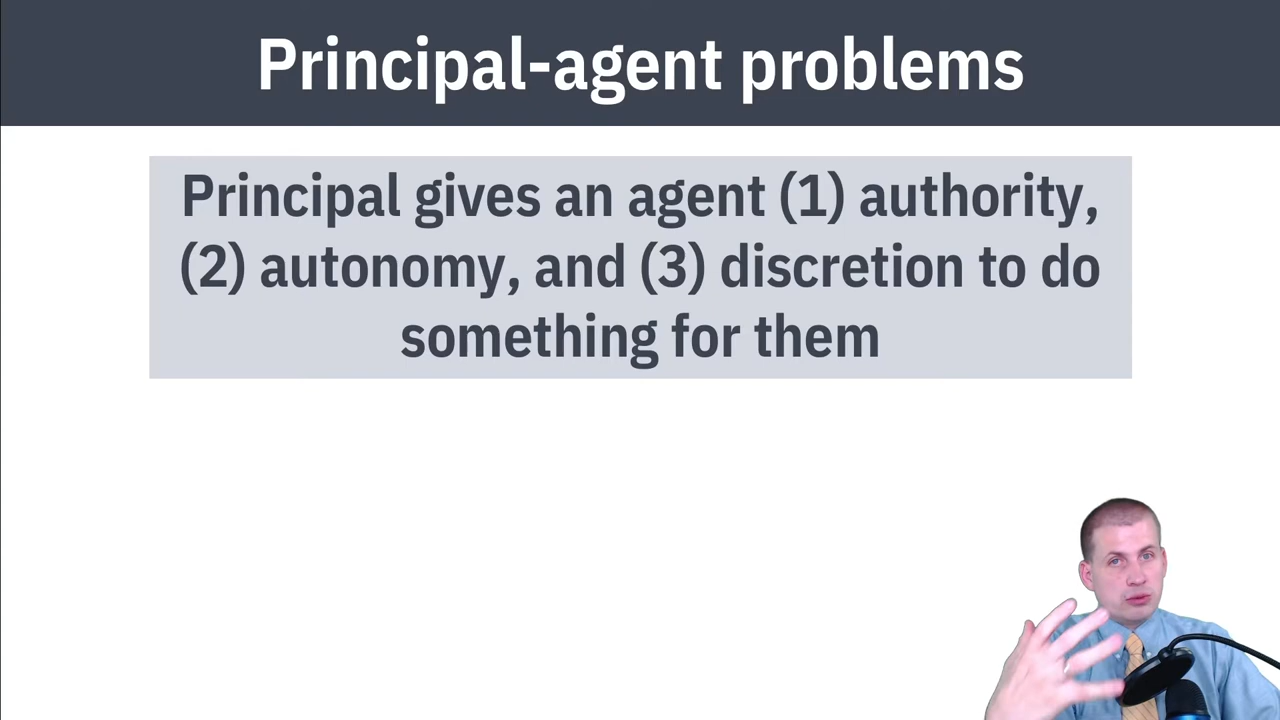 Principal-agent problems
Principal gives an agent (1) authority,
(2) autonomy, and (3) discretion to do
something for them